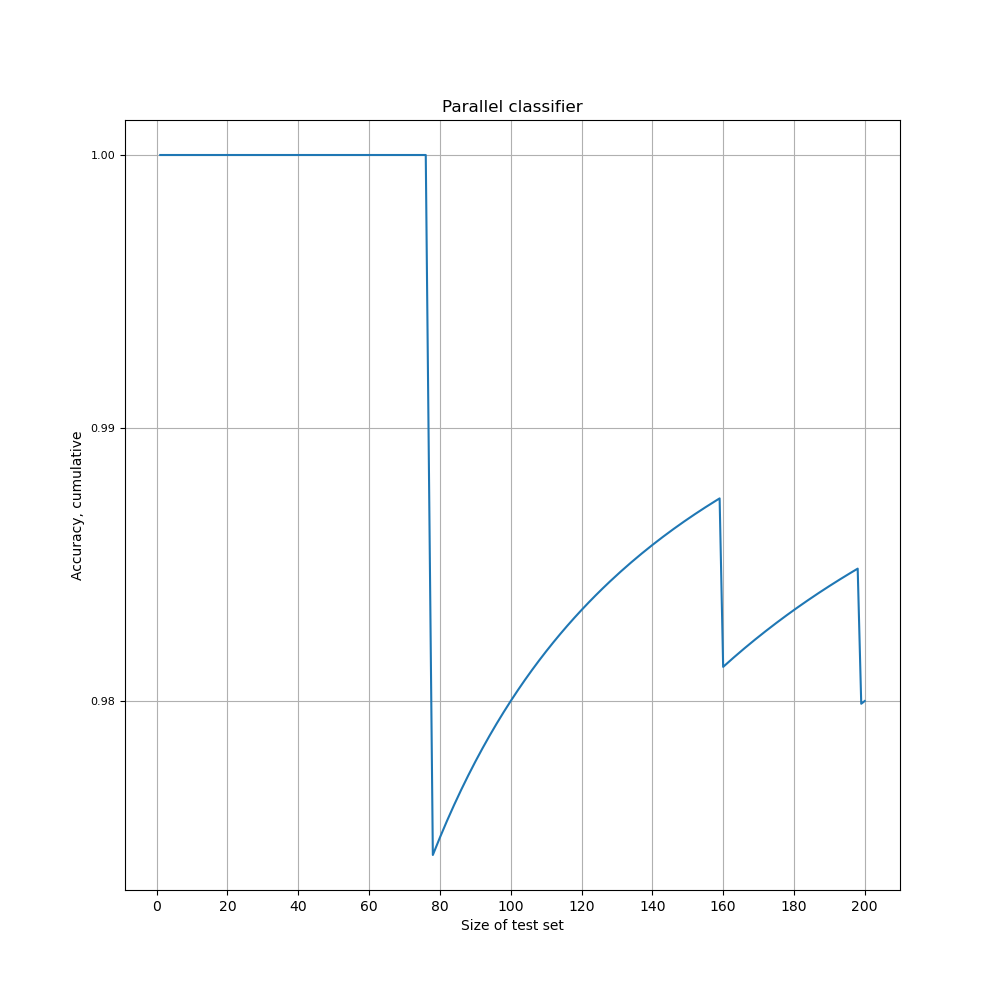 Parallel classifier
1.00
0.99
0.98
Accuracy, cumulative
0 20 40 60 80 100 120 140 160 180 200
Size of test set